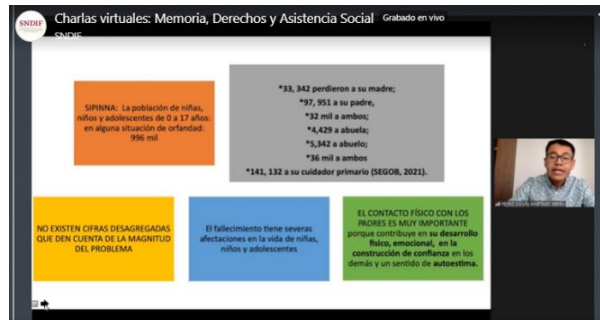 SNDIF
Charlas virtuales: Memoria, Derechos y Asistencia Social Grabado en vivo
SNDIF
SIPINNA: La población de niñas,
niños y adolescentes de 0 a 17 años:
en alguna situación de orfandad:
996 mil
*33, 342 perdieron a su madre;
*97, 951 a su padre,
*32 mil a ambos;
*4,429 a abuela;
*5,342 a abuelo;
*36 mil a ambos
*141, 132 a su cuidador primario (SEGOB, 2021).
NO EXISTEN CIFRAS DESAGREGADAS
QUE DEN CUENTA DE LA MAGNITUD
DEL PROBLEMA
El fallecimiento tiene severas
afectaciones en la vida de niñas,
niños y adolescentes
EL CONTACTO FÍSICO CON LOS
PADRES ES MUY IMPORTANTE
porque contribuye en su desarrollo
físico, emocional, en la
construcción de confianza en los
demás y un sentido de autoestima.